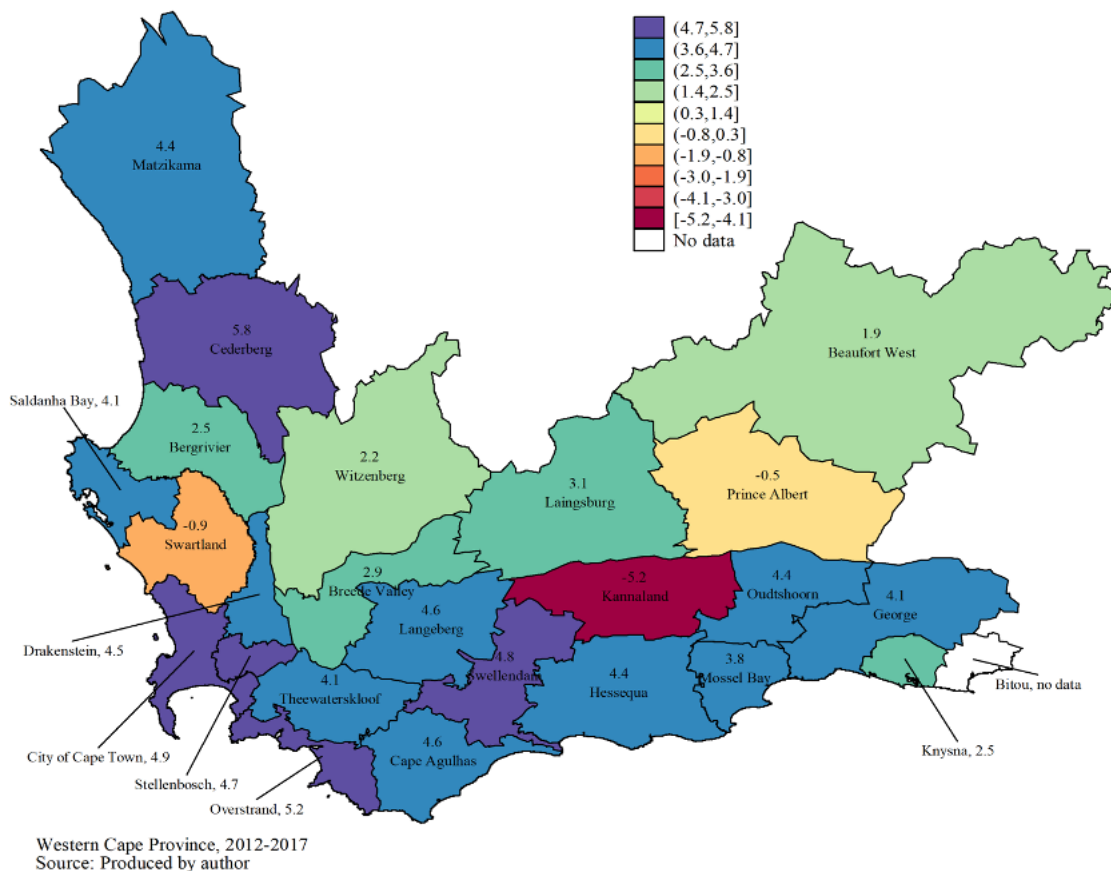 (4.7,5.8]
(3.6,4.7]
(2.5,3.6]
(1.4,2.5]
(0.3,1.4]
(-0.8,0.3]
(-1.9,-0.8]
(-3.0,-1.9]
(-4.1,-3.0]
[-5.2,-4.1]
No data
4.4
Matzikama
5.8
Cederberg
1.9
Beaufort West
Saldanha Bay, 4.1
2.5
Bergrivier
2.2
Witzenberg
3.1
Laingsburg
-0.5
Prince Albert
-0.9
Swartland
2.9
Breede Valley
-5.2
Kannaland
4.4
Oudtshoorn
4.1
George
4.6
Langeberg
Drakenstein, 4.5
4.8
Swellendam
4.4
Hessequa
3.8
Mossel Bay
Bitou, no data
4.1
Theewaterskloof
Knysna, 2.5
City of Cape Town, 4.9
4.6
Cape Agulhas
Stellenbosch, 4.7
Overstrand, 5.2
Western Cape Province, 2012-2017
Source: Produced by author